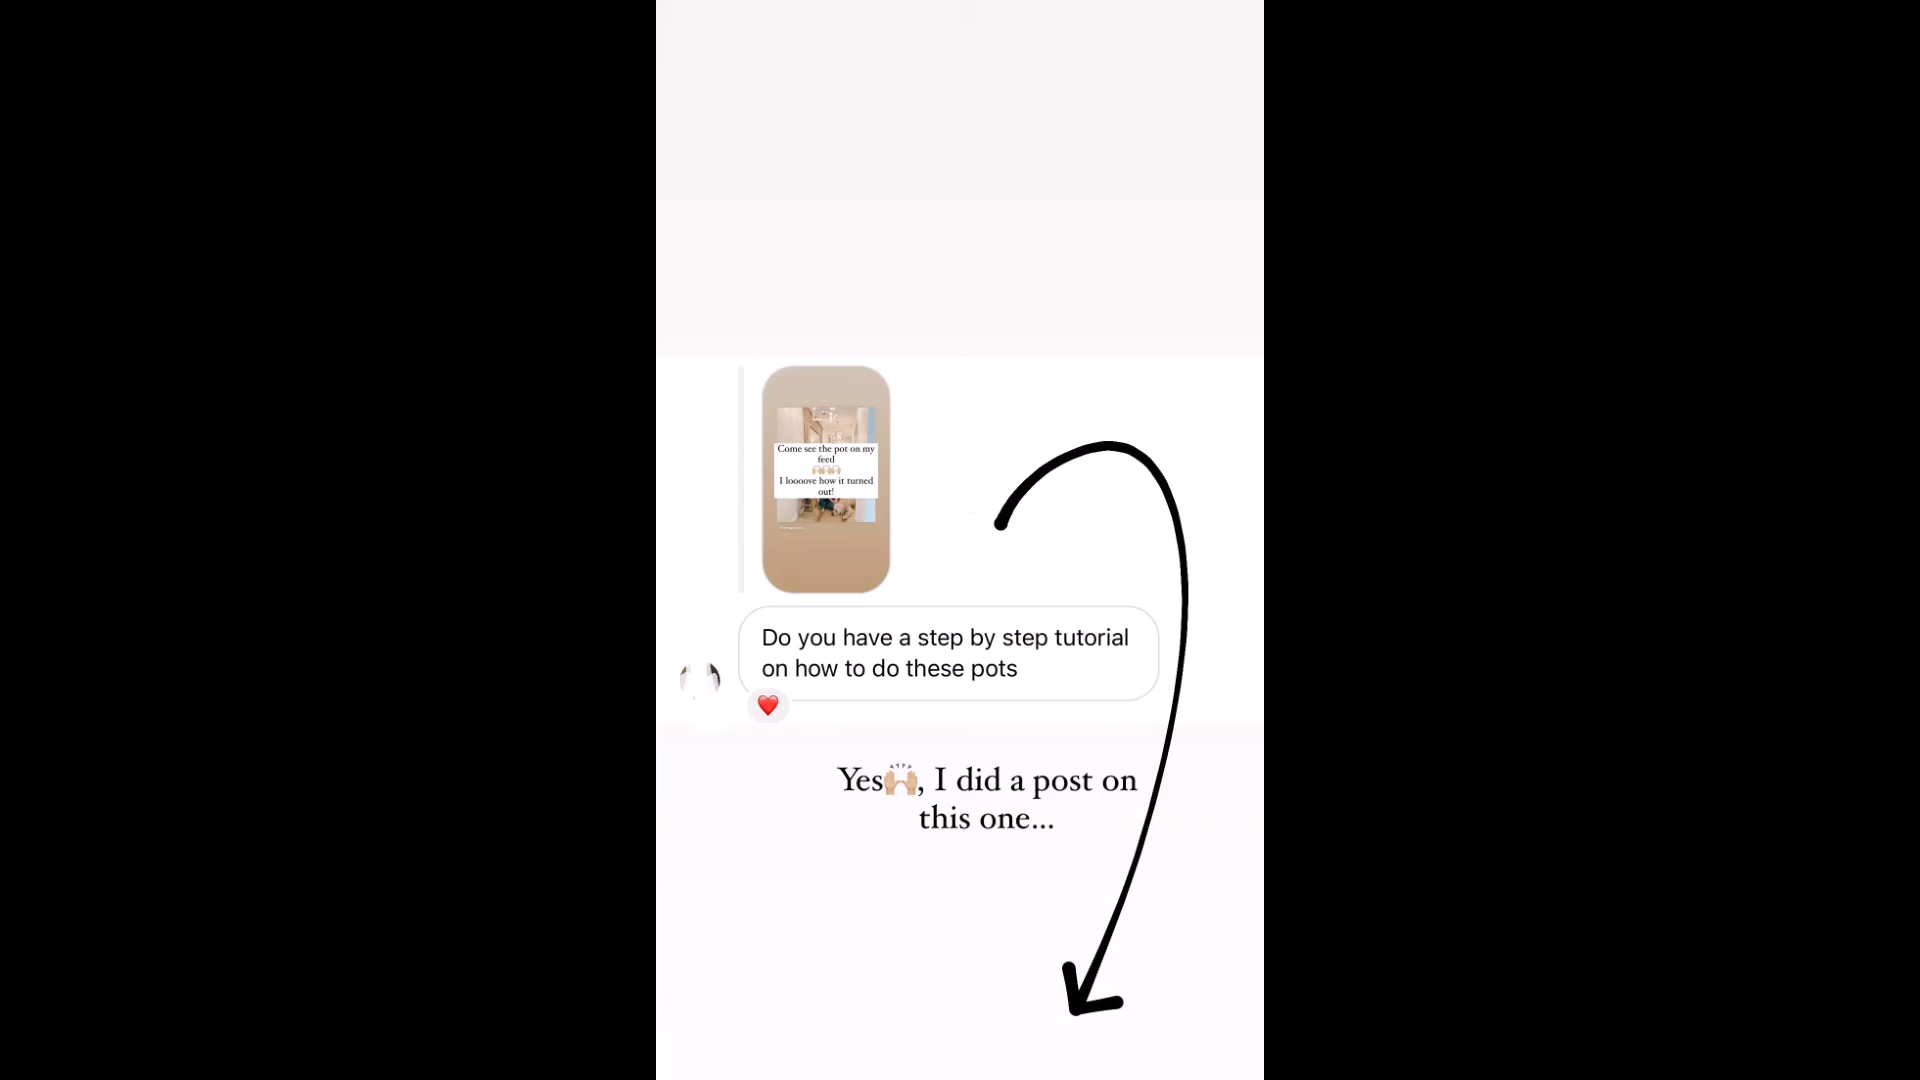 Come see the pot on my
feed
🙌🏼🙌🏼🙌🏼
I loooove how it turned
out!
Do you have a step by step tutorial
on how to do these pots
❤️
Yes🙌🏼, I did a post on
this one...